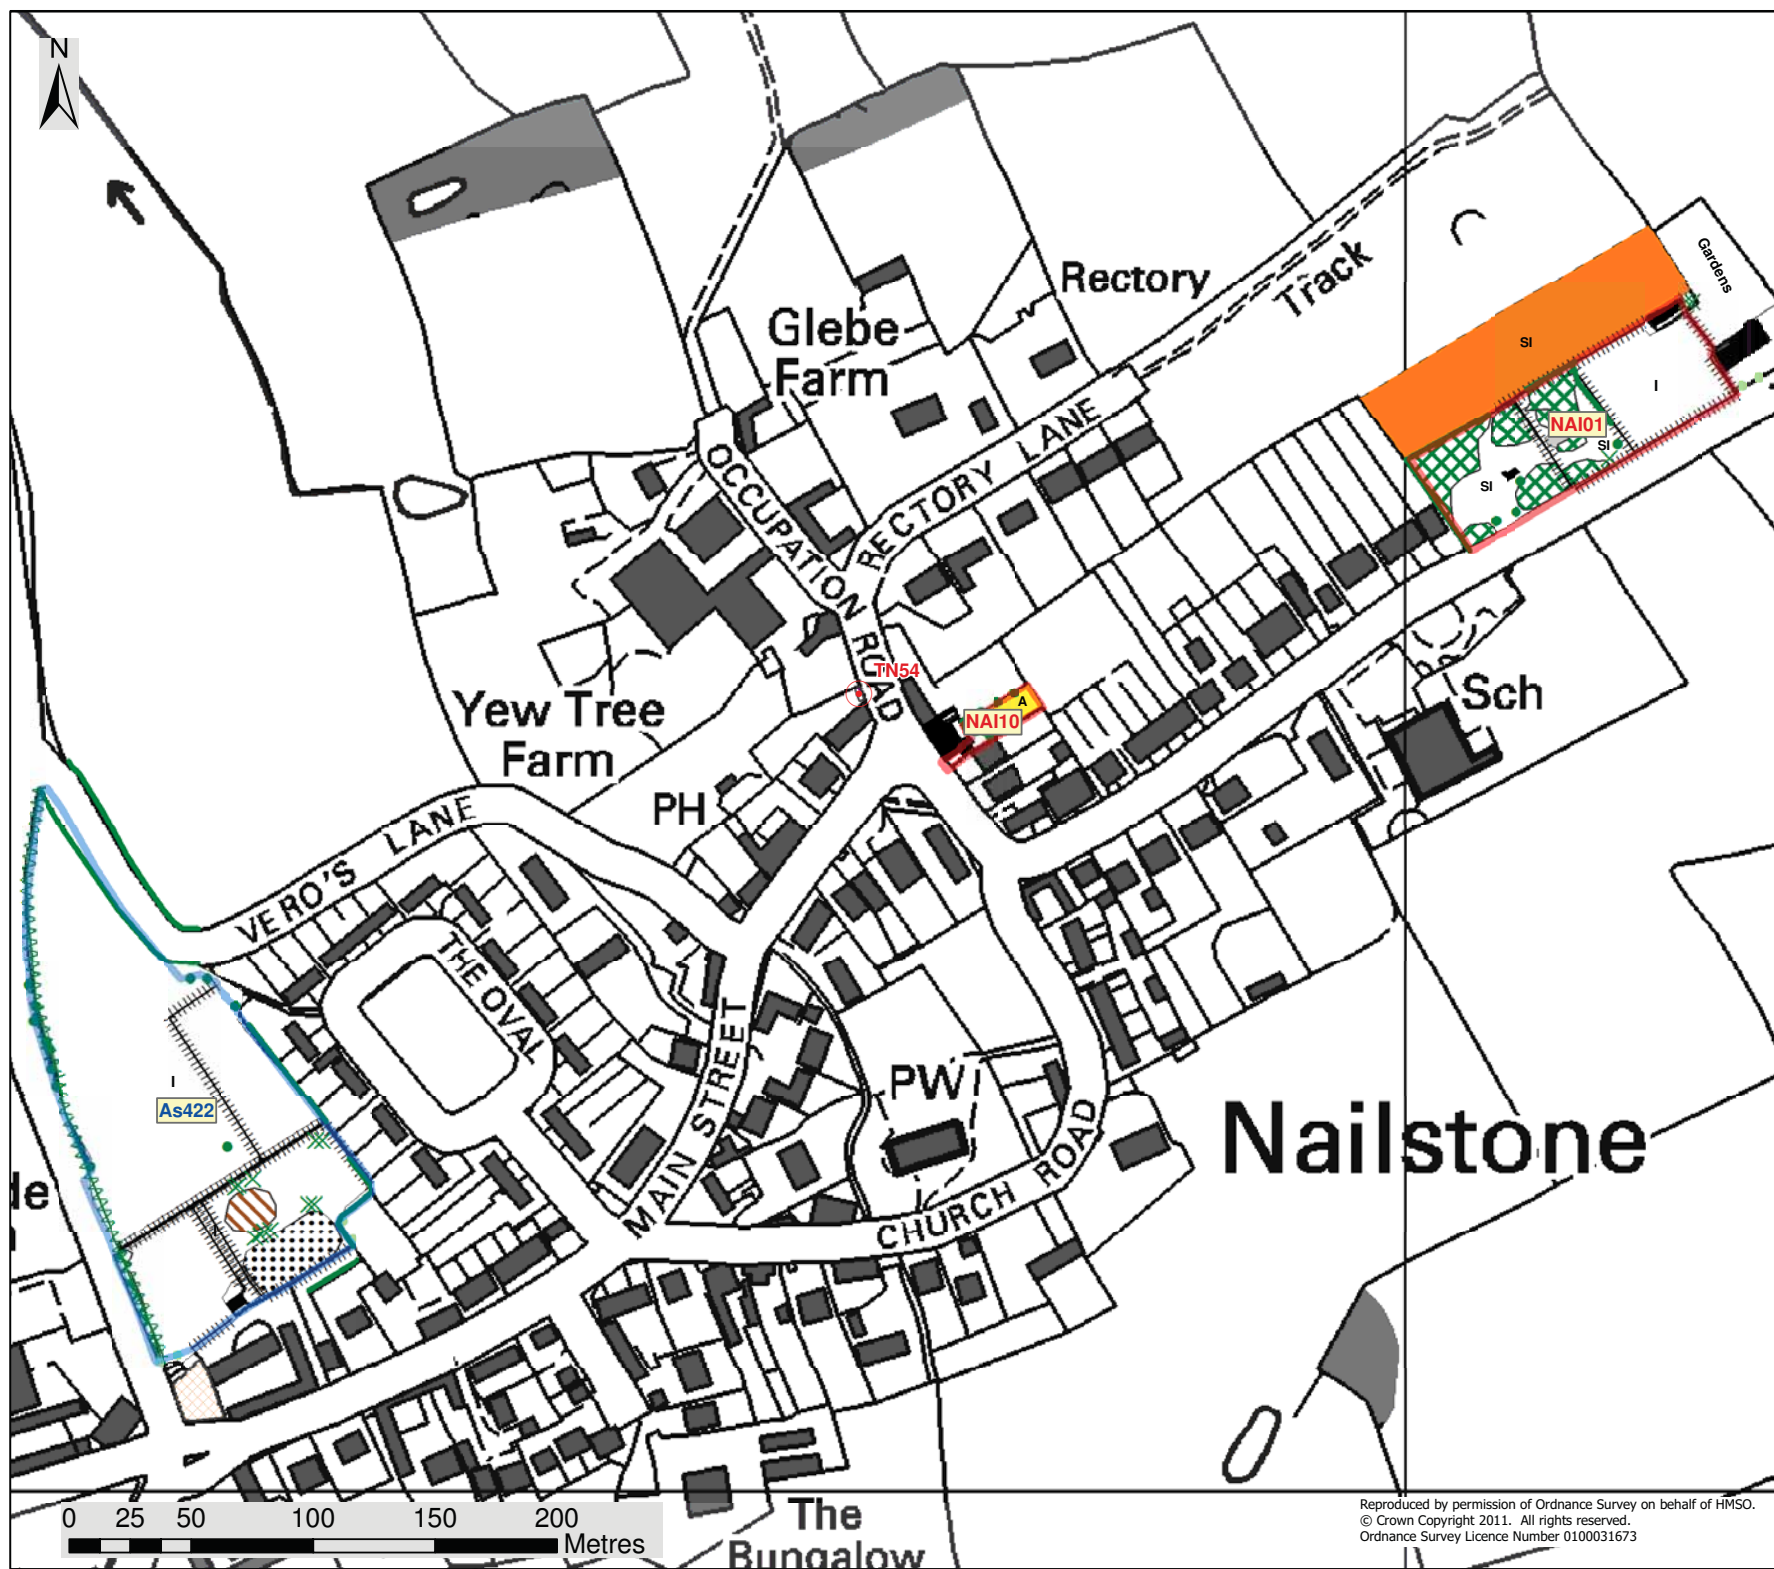 N
Gardens
Rectory
Track
Glebe
Farm
SI
I
NAI01
SI
SI
OCCUPATION ROAD
RECTORY LANE
TN54
A
NAI10
Sch
Yew Tree
Farm
PH
VERO'S LANE
THE OVAL
MAIN STREET
PW
CHURCH ROAD
Nailstone
I
As422
I
The
Bungalow
0 25 50 100 150 200
Metres
Reproduced by permission of Ordnance Survey on behalf of HMSO.
© Crown Copyright 2011. All rights reserved.
Ordnance Survey Licence Number 0100031673